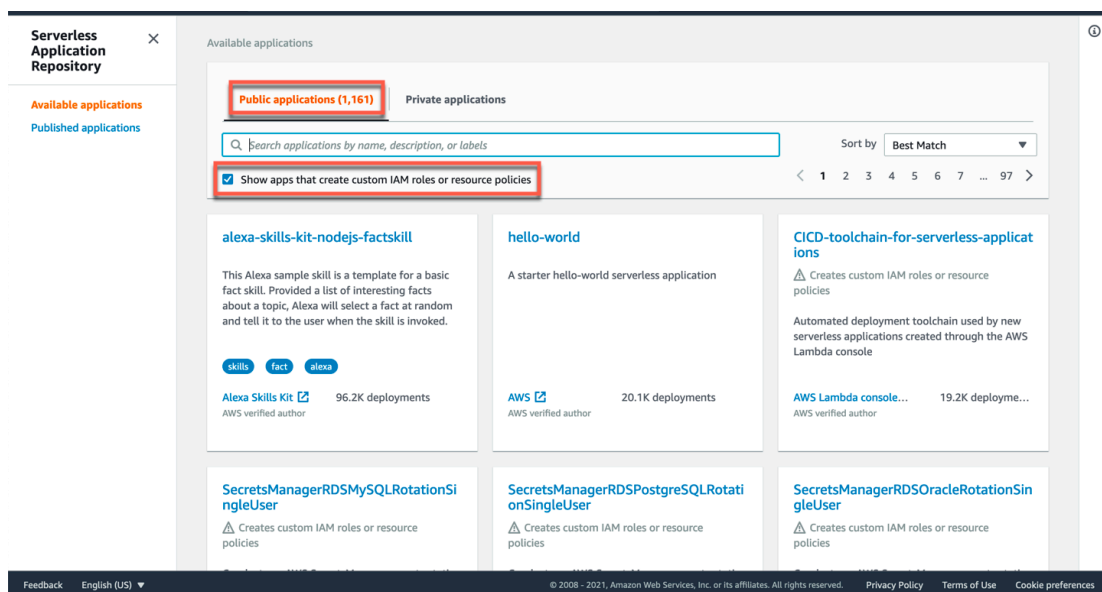 Serverless
Application
Repository
Available applications
Published applications
Available applications
Public applications (1,161)
Private applications
Search applications by name, description, or labels
Sort by
Best Match
Show apps that create custom IAM roles or resource policies
1 2 3 4 5 6 7 ... 97
alexa-skills-kit-nodejs-factskill
This Alexa sample skill is a template for a basic
fact skill. Provided a list of interesting facts
about a topic, Alexa will select a fact at random
and tell it to the user when the skill is invoked.
skills fact alexa
Alexa Skills Kit 96.2K deployments
AWS verified author
hello-world
A starter hello-world serverless application
AWS 20.1K deployments
AWS verified author
CICD-toolchain-for-serverless-applicat
ions
Creates custom IAM roles or resource
policies
Automated deployment toolchain used by new
serverless applications created through the AWS
Lambda console
AWS Lambda console... 19.2K deployme...
AWS verified author
SecretsManagerRDSMySQLRotationSi
ngleUser
Creates custom IAM roles or resource
policies
SecretsManagerRDSPostgreSQLRotati
onSingleUser
Creates custom IAM roles or resource
policies
SecretsManagerRDSOracleRotationSin
gleUser
Creates custom IAM roles or resource
policies
Feedback English (US) © 2008 - 2021, Amazon Web Services, Inc. or its affiliates. All rights reserved. Privacy Policy Terms of Use Cookie preferences